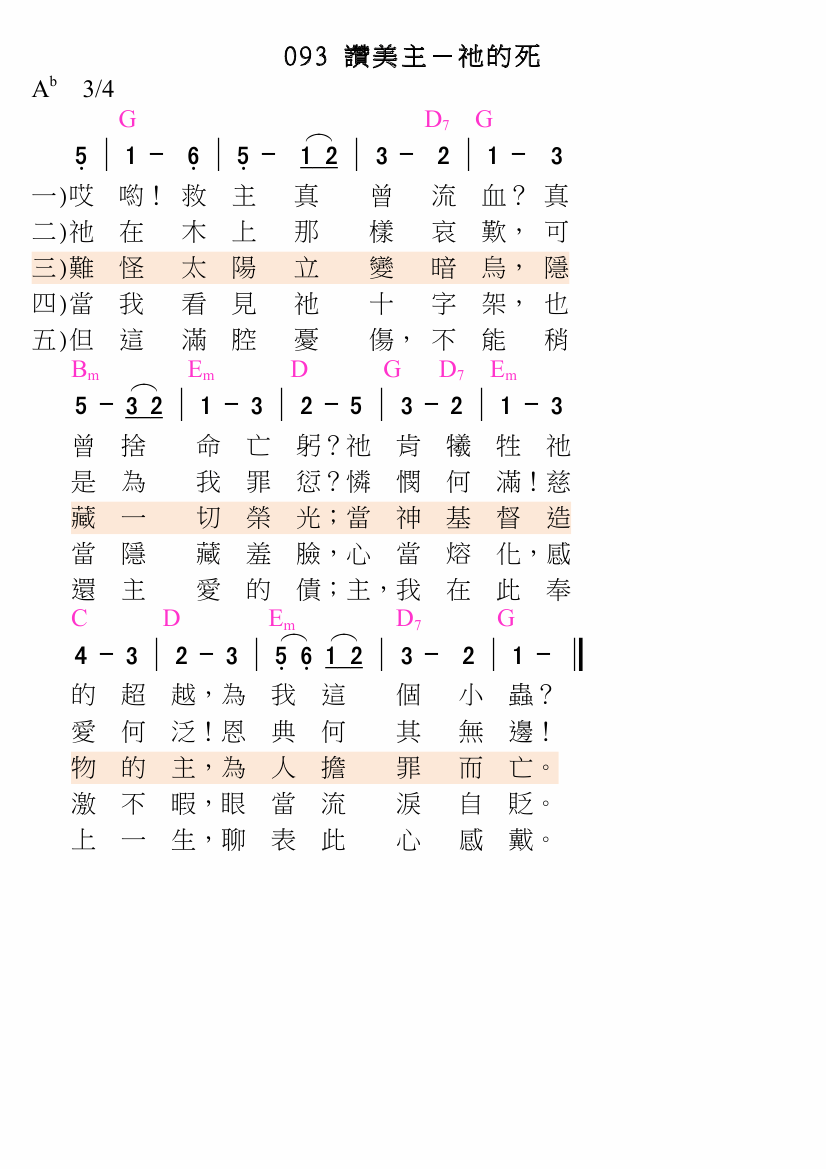 093 讚美主－祂的死
A♭ 3/4
G D7 G
5̣ | 1 － 6̣ | 5̣ － 1 2 | 3 － 2 | 1 － 3
一)哎喲！救主真曾流血？真
二)祂在木上那樣哀歎，可
三)難怪太陽立變暗烏，隱
四)當我看見祂十字架，也
五)但這滿腔憂傷，不能稍
Bm Em D G D7 Em
5 － 3 2 | 1 － 3 | 2 － 5 | 3 － 2 | 1 － 3
曾捨命亡躬？祂肯犧牲祂
是為我罪愆？憐憫何滿！慈
藏一切榮光；當神基督造
當隱藏羞臉，心當熔化，感
還主愛的債；主，我在此奉
C D Em D7 G
4 － 3 | 2 － 3 | 5̣ 6̣ 1 2 | 3 － 2 | 1 －
的超越，為我這個小蟲？
愛何泛！恩典何其無邊！
物的主，為人擔罪而亡。
激不暇，眼當流淚自貶。
上一生，聊表此心感戴。